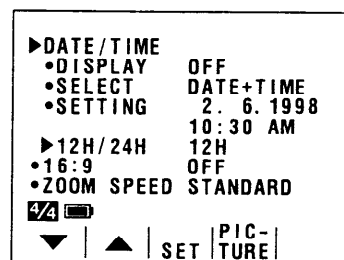 ▶DATE/TIME
•DISPLAY OFF
•SELECT DATE+TIME
•SETTING 2. 6.1998
10:30 AM
▶12H/24H 12H
•16:9 OFF
•ZOOM SPEED STANDARD
4/4
▼ | ▲ | SET | PIC-
TURE |